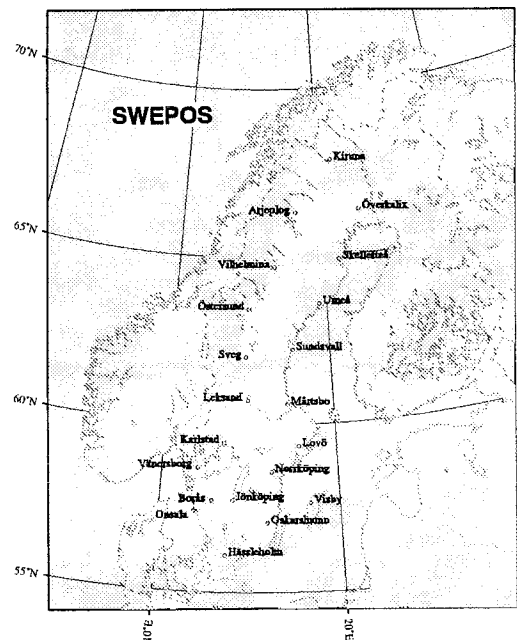 70°N
SWEPOS
Kiruna
Arjeplog
Överkalix
65°N
Skellefteå
Vilhelmina
Umeå
Östersund
Sundsvall
Sveg
Leksand
Mårtsbo
60°N
Karlstad
Lovö
Vänersborg
Norrköping
Borås
Jönköping
Visby
Onsala
Oskarshamn
Hässleholm
55°N
20°E